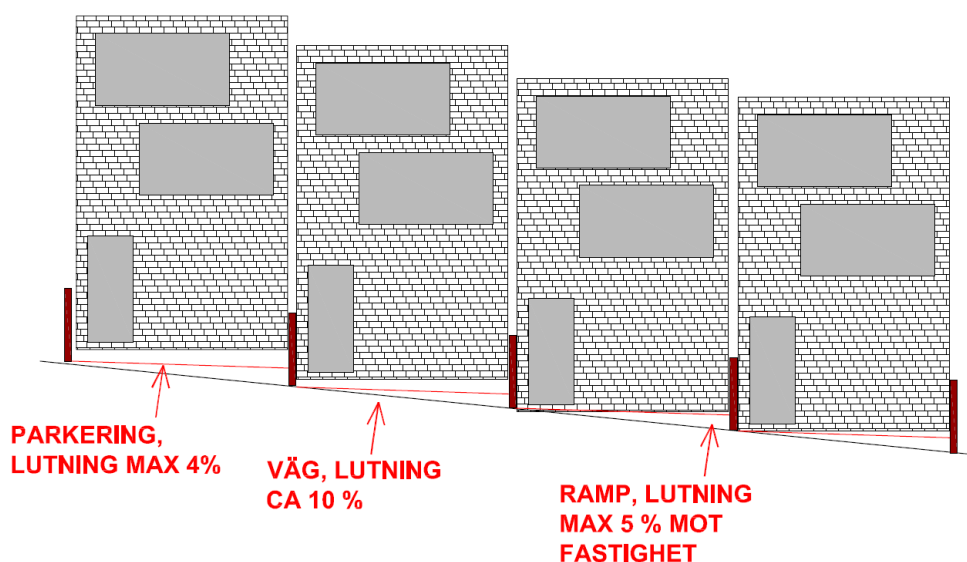 PARKERING,
LUTNING MAX 4%
VÄG, LUTNING
CA 10 %
RAMP, LUTNING
MAX 5 % MOT
FASTIGHET